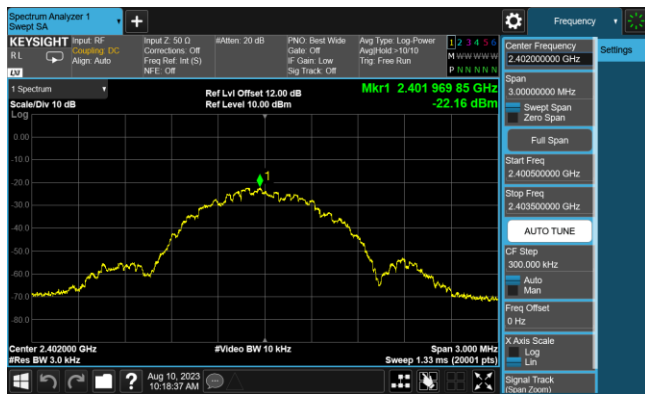 Spectrum Analyzer 1
Swept SA
Frequency
KEYSIGHT
RL
LXI
Input: RF
Coupling: DC
Align: Auto
Input Z: 50 Ω
Corrections: Off
Freq Ref: Int (S)
NFE: Off
#Atten: 20 dB
PNO: Best Wide
Gate: Off
IF Gain: Low
Sig Track: Off
Avg Type: Log-Power
Avg|Hold:>10/10
Trig: Free Run
1 2 3 4 5 6
M W W W W W
P N N N N N
1 Spectrum
Scale/Div 10 dB
Log
Ref Lvl Offset 12.00 dB
Ref Level 10.00 dBm
Mkr1 2.401 969 85 GHz
-22.16 dBm
0.00
-10.0
-20.0
-30.0
-40.0
-50.0
-60.0
-70.0
-80.0
1
Center 2.402000 GHz
#Res BW 3.0 kHz
#Video BW 10 kHz
Span 3.000 MHz
Sweep 1.33 ms (20001 pts)
?
Aug 10, 2023
10:18:37 AM
Center Frequency
2.402000000 GHz
Span
3.00000000 MHz
Swept Span
Zero Span
Full Span
Start Freq
2.400500000 GHz
Stop Freq
2.403500000 GHz
AUTO TUNE
CF Step
300.000 kHz
Auto
Man
Freq Offset
0 Hz
X Axis Scale
Log
Lin
Signal Track
(Span Zoom)
Settings